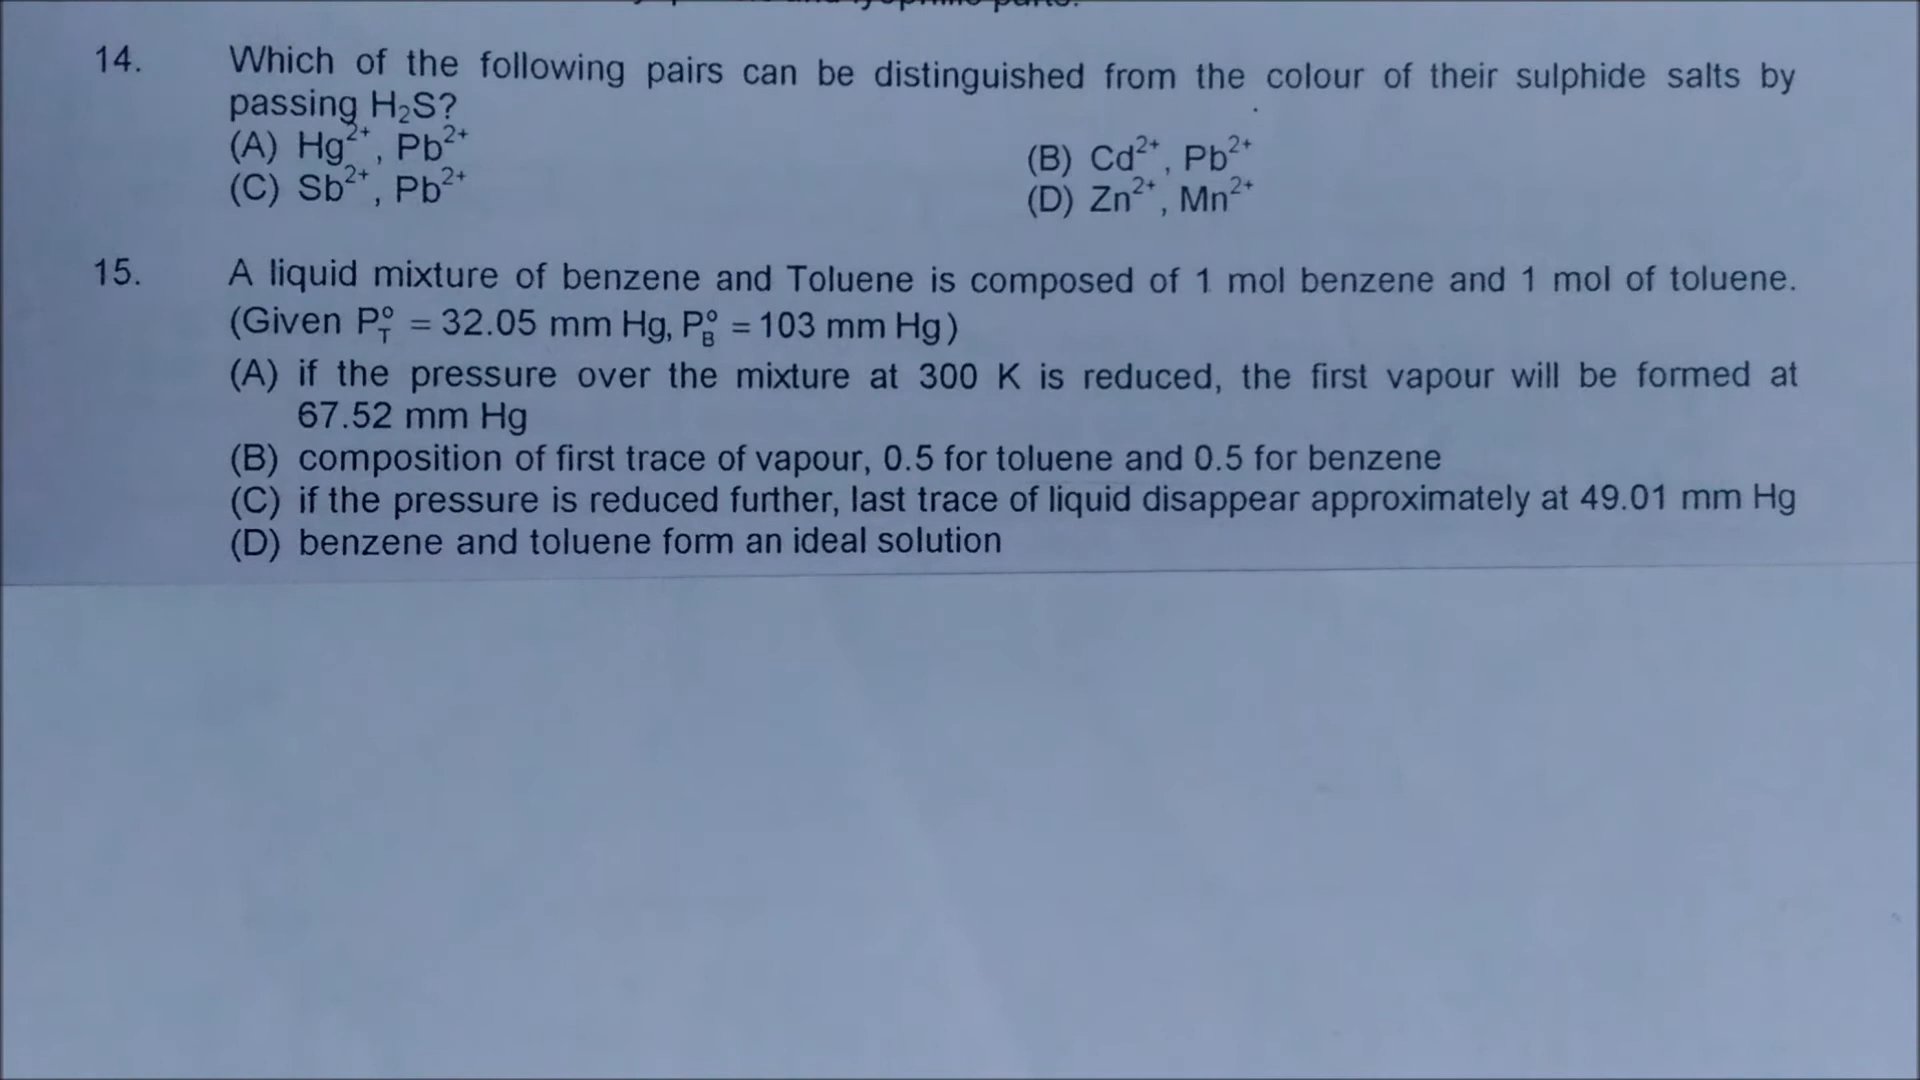 14. Which of the following pairs can be distinguished from the colour of their sulphide salts by
passing H₂S?
(A) Hg²⁺, Pb²⁺ (B) Cd²⁺, Pb²⁺
(C) Sb²⁺, Pb²⁺ (D) Zn²⁺, Mn²⁺
15. A liquid mixture of benzene and Toluene is composed of 1 mol benzene and 1 mol of toluene.
(Given P°_T = 32.05 mm Hg, P°_B = 103 mm Hg)
(A) if the pressure over the mixture at 300 K is reduced, the first vapour will be formed at
67.52 mm Hg
(B) composition of first trace of vapour, 0.5 for toluene and 0.5 for benzene
(C) if the pressure is reduced further, last trace of liquid disappear approximately at 49.01 mm Hg
(D) benzene and toluene form an ideal solution